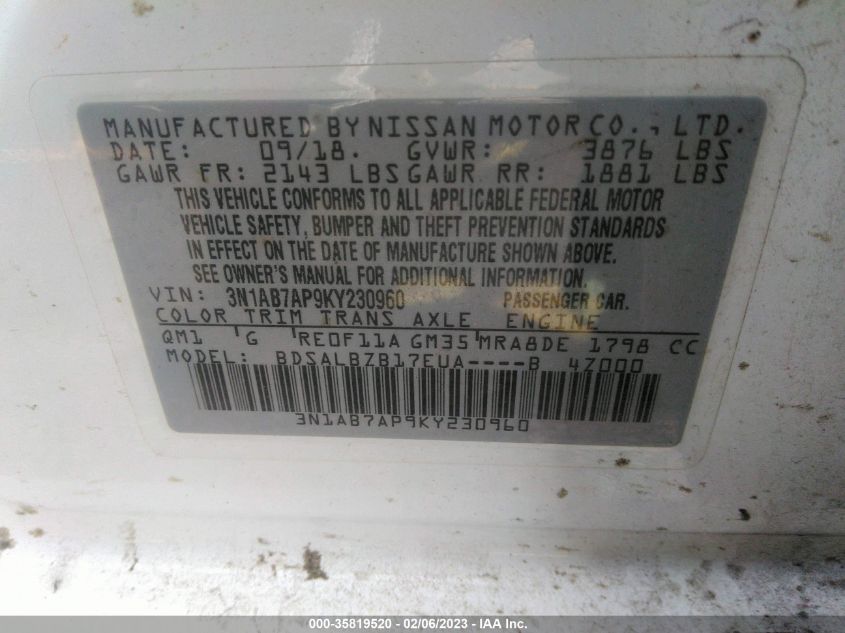 MANUFACTURED BY NISSAN MOTOR CO., LTD.
DATE: 09/18. GVWR: 3876 LBS
GAWR FR: 2143 LBS GAWR RR: 1881 LBS
THIS VEHICLE CONFORMS TO ALL APPLICABLE FEDERAL MOTOR
VEHICLE SAFETY, BUMPER AND THEFT PREVENTION STANDARDS
IN EFFECT ON THE DATE OF MANUFACTURE SHOWN ABOVE.
SEE OWNER'S MANUAL FOR ADDITIONAL INFORMATION.
VIN: 3N1AB7AP9KY230960 PASSENGER CAR.
COLOR TRIM TRANS AXLE ENGINE
QM1 'G 'RE0F11A GM35'MRA8DE 1798 CC
MODEL: BDSALBZB17EUA----B 4Z000
3N1AB7AP9KY230960
000-35819520 - 02/06/2023 - IAA Inc.